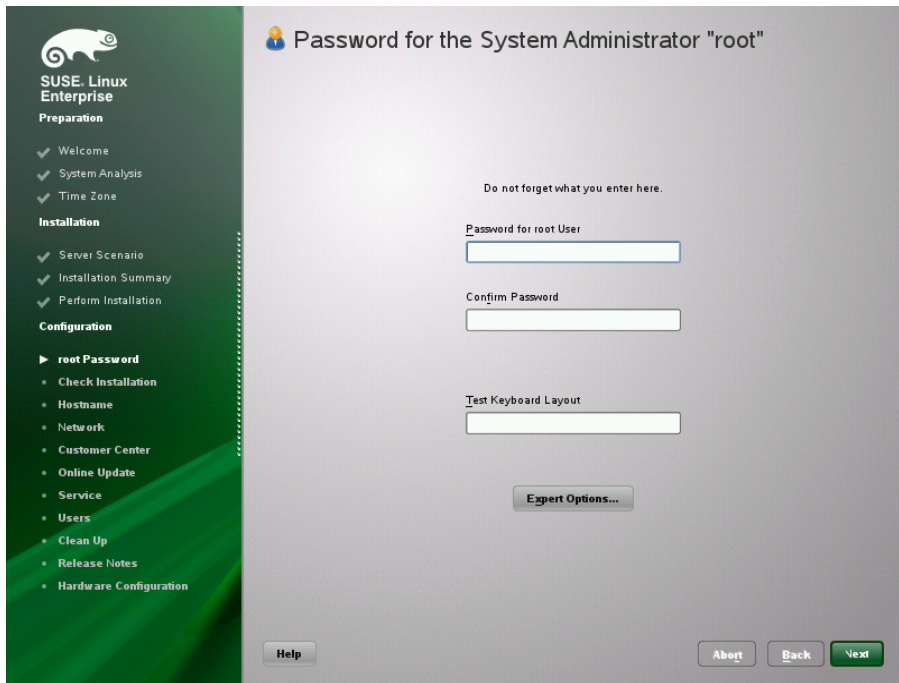 SUSE. Linux
Enterprise
Preparation
Welcome
System Analysis
Time Zone
Installation
Server Scenario
Installation Summary
Perform Installation
Configuration
root Password
Check Installation
Hostname
Network
Customer Center
Online Update
Service
Users
Clean Up
Release Notes
Hardware Configuration
Password for the System Administrator "root"
Do not forget what you enter here.
Password for root User
Confirm Password
Test Keyboard Layout
Expert Options...
Help
Abort
Back
Next